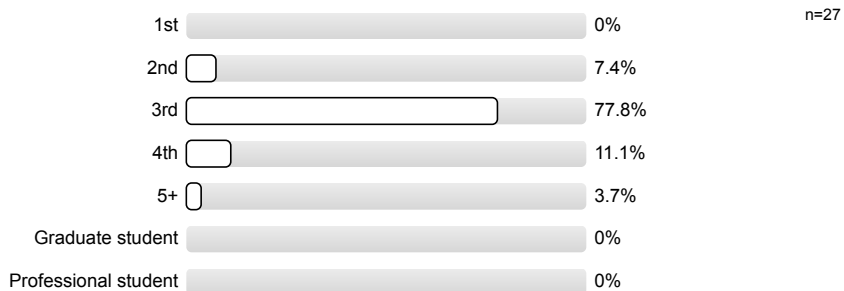 n=27
1st 0%
2nd 7.4%
3rd 77.8%
4th 11.1%
5+ 3.7%
Graduate student 0%
Professional student 0%